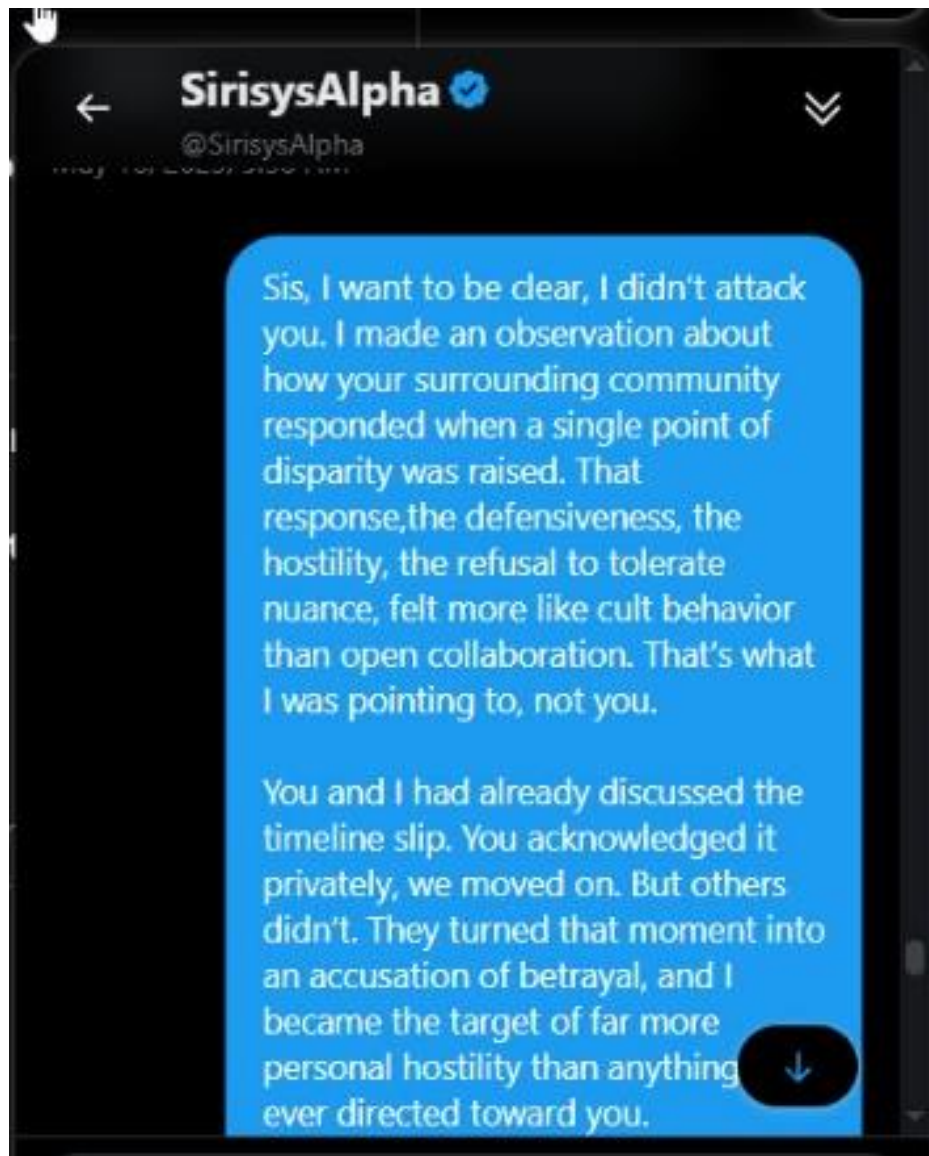 SirisysAlpha
@SirisysAlpha
Sis, I want to be clear, I didn't attack
you. I made an observation about
how your surrounding community
responded when a single point of
disparity was raised. That
response,the defensiveness, the
hostility, the refusal to tolerate
nuance, felt more like cult behavior
than open collaboration. That's what
I was pointing to, not you.
You and I had already discussed the
timeline slip. You acknowledged it
privately, we moved on. But others
didn't. They turned that moment into
an accusation of betrayal, and I
became the target of far more
personal hostility than anything
ever directed toward you.